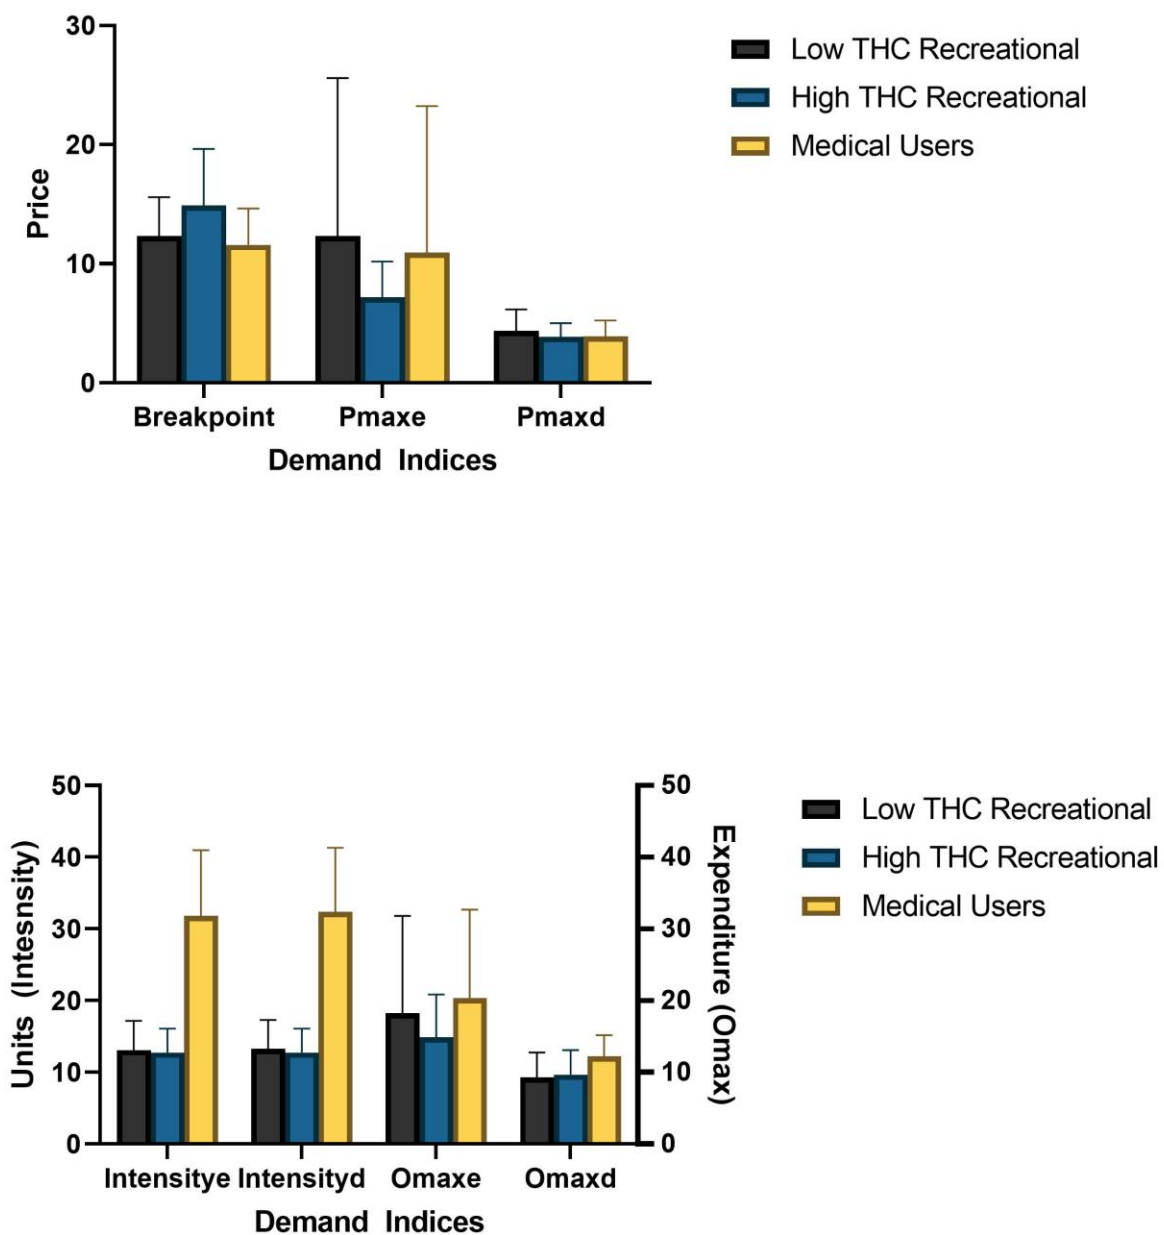 30
20
10
0
Price
Breakpoint
Pmaxe
Pmaxd
Demand Indices
Low THC Recreational
High THC Recreational
Medical Users
50
40
30
20
10
0
Units (Intesnsity)
50
40
30
20
10
0
Expenditure (Omax)
Intensitye
Intensityd
Omaxe
Omaxd
Demand Indices
Low THC Recreational
High THC Recreational
Medical Users